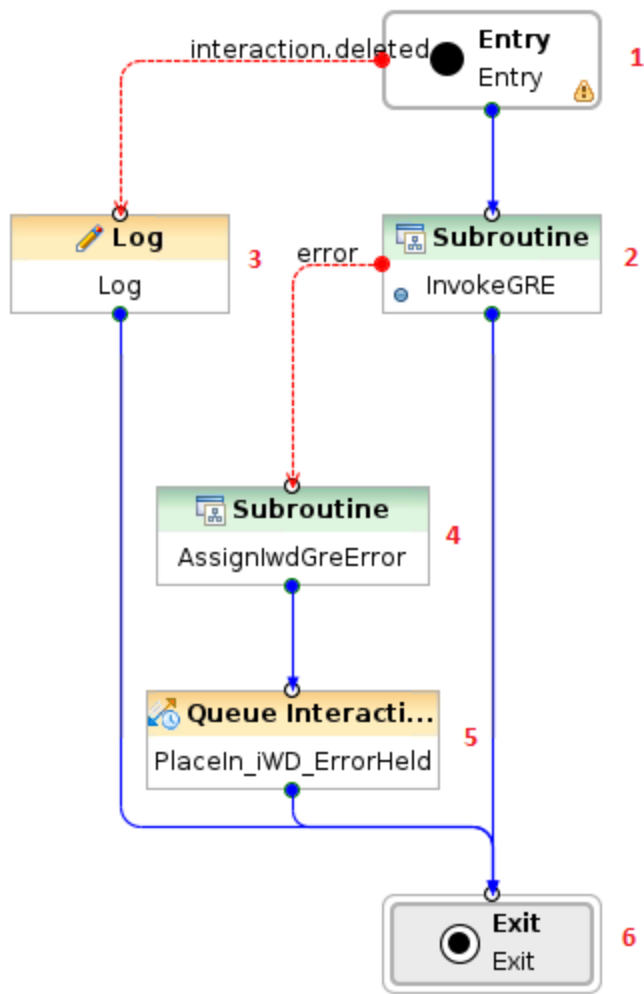 interaction.deleted
Entry
Entry
1
Log
Log
3
Subroutine
InvokeGRE
2
error
Subroutine
AssignIwdGreError
4
Queue Interacti...
PlaceIn_iWD_ErrorHeld
5
Exit
Exit
6